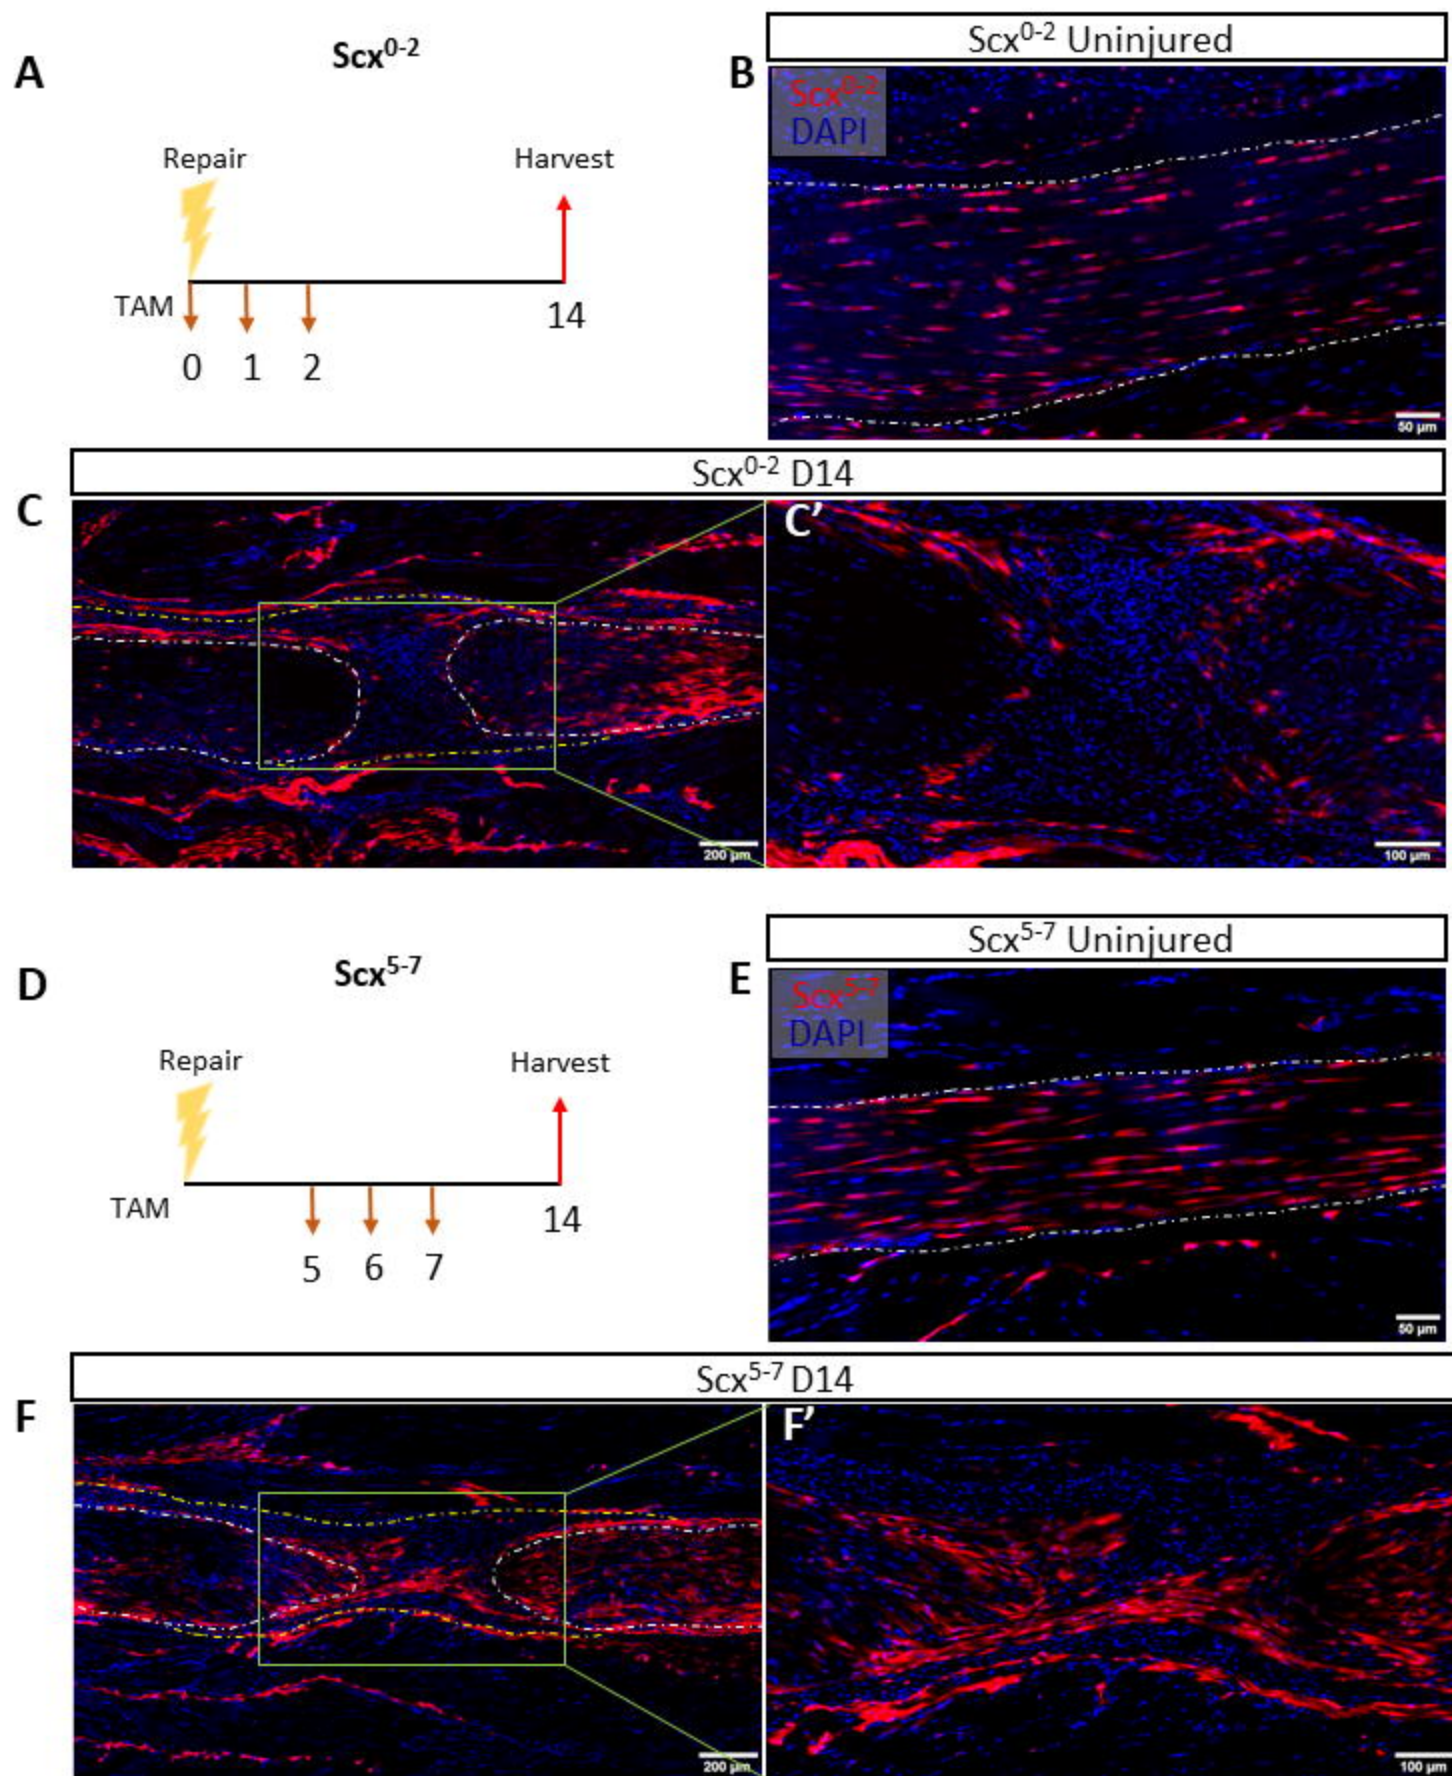 A
Scx0-2
Repair
Harvest
TAM
0 1 2
14
B
Scx0-2 Uninjured
Scx0-2
DAPI
50 µm
Scx0-2 D14
C
200 µm
C’
100 µm
D
Scx5-7
Repair
Harvest
TAM
5 6 7
14
E
Scx5-7 Uninjured
Scx5-7
DAPI
50 µm
Scx5-7 D14
F
200 µm
F’
100 µm